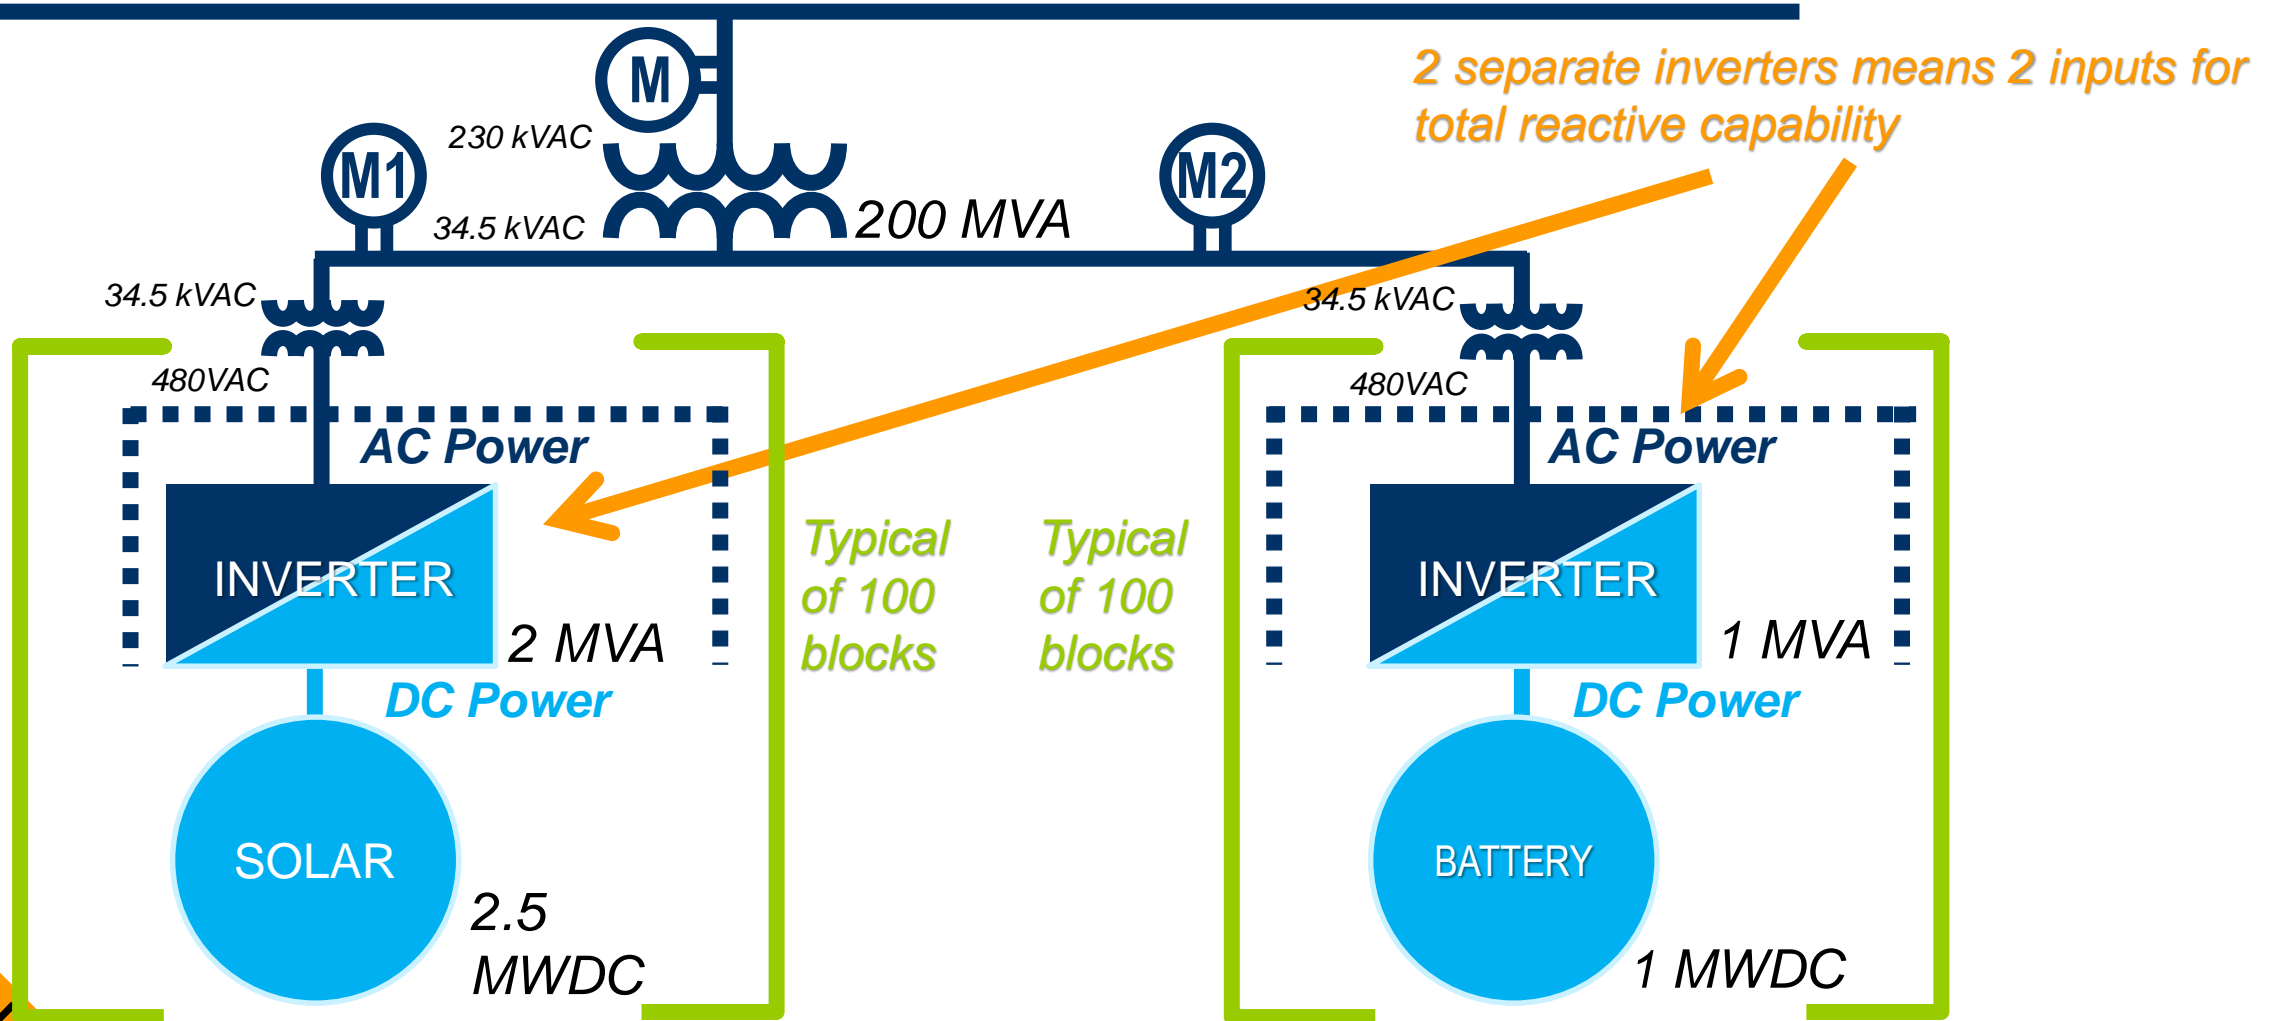 2 separate inverters means 2 inputs for
total reactive capability
M
230 kVAC
M1
M2
34.5 kVAC
200 MVA
34.5 kVAC
34.5 kVAC
480VAC
480VAC
AC Power
AC Power
Typical
of 100
blocks
Typical
of 100
blocks
INVERTER
INVERTER
2 MVA
1 MVA
DC Power
DC Power
SOLAR
BATTERY
2.5
MWDC
1 MWDC